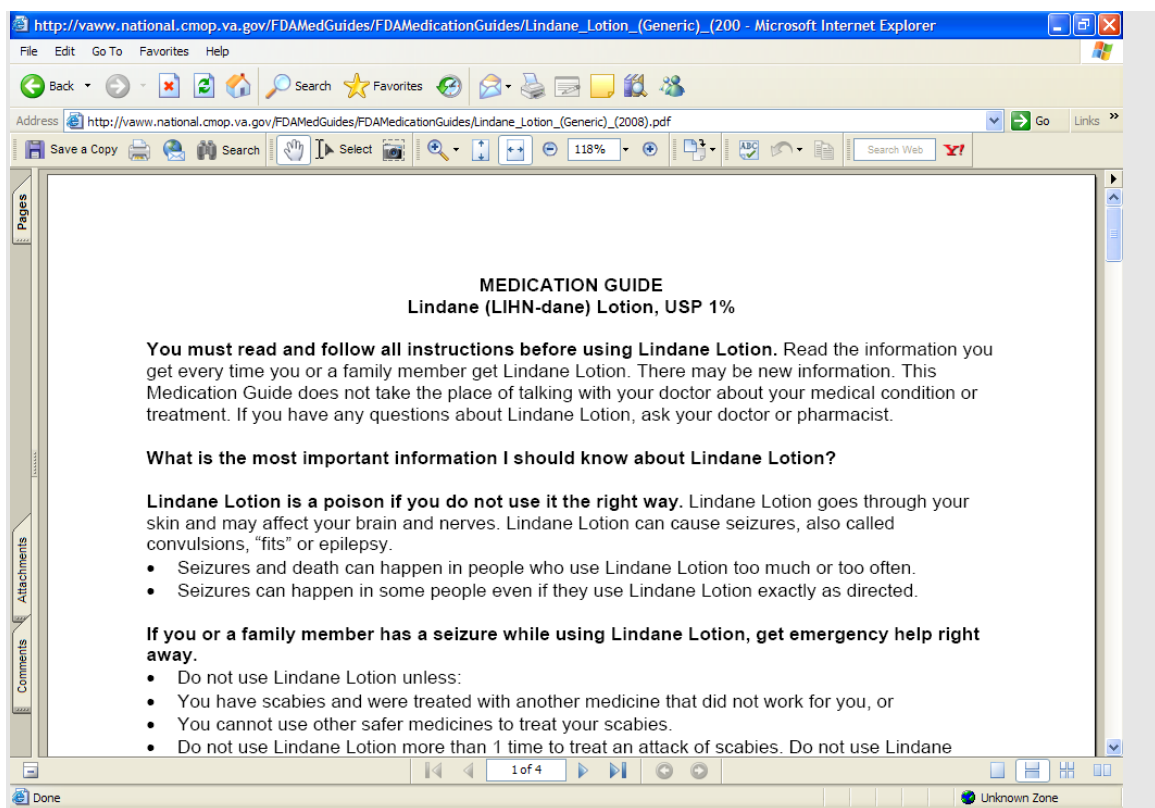 http://vaww.national.cmop.va.gov/FDAMedGuides/FDAMedicationGuides/Lindane_Lotion_(Generic)_(200 - Microsoft Internet Explorer
File Edit Go To Favorites Help
Back Search Favorites
Address http://vaww.national.cmop.va.gov/FDAMedGuides/FDAMedicationGuides/Lindane_Lotion_(Generic)_(2008).pdf Go Links »
Save a Copy Search Select 118% ABC Search Web Y!
Pages
MEDICATION GUIDE
Lindane (LIHN-dane) Lotion, USP 1%
You must read and follow all instructions before using Lindane Lotion. Read the information you
get every time you or a family member get Lindane Lotion. There may be new information. This
Medication Guide does not take the place of talking with your doctor about your medical condition or
treatment. If you have any questions about Lindane Lotion, ask your doctor or pharmacist.
What is the most important information I should know about Lindane Lotion?
Lindane Lotion is a poison if you do not use it the right way. Lindane Lotion goes through your
skin and may affect your brain and nerves. Lindane Lotion can cause seizures, also called
convulsions, “fits” or epilepsy.
• Seizures and death can happen in people who use Lindane Lotion too much or too often.
• Seizures can happen in some people even if they use Lindane Lotion exactly as directed.
Attachments
If you or a family member has a seizure while using Lindane Lotion, get emergency help right
away.
• Do not use Lindane Lotion unless:
• You have scabies and were treated with another medicine that did not work for you, or
• You cannot use other safer medicines to treat your scabies.
• Do not use Lindane Lotion more than 1 time to treat an attack of scabies. Do not use Lindane
Comments
1 of 4
Done Unknown Zone